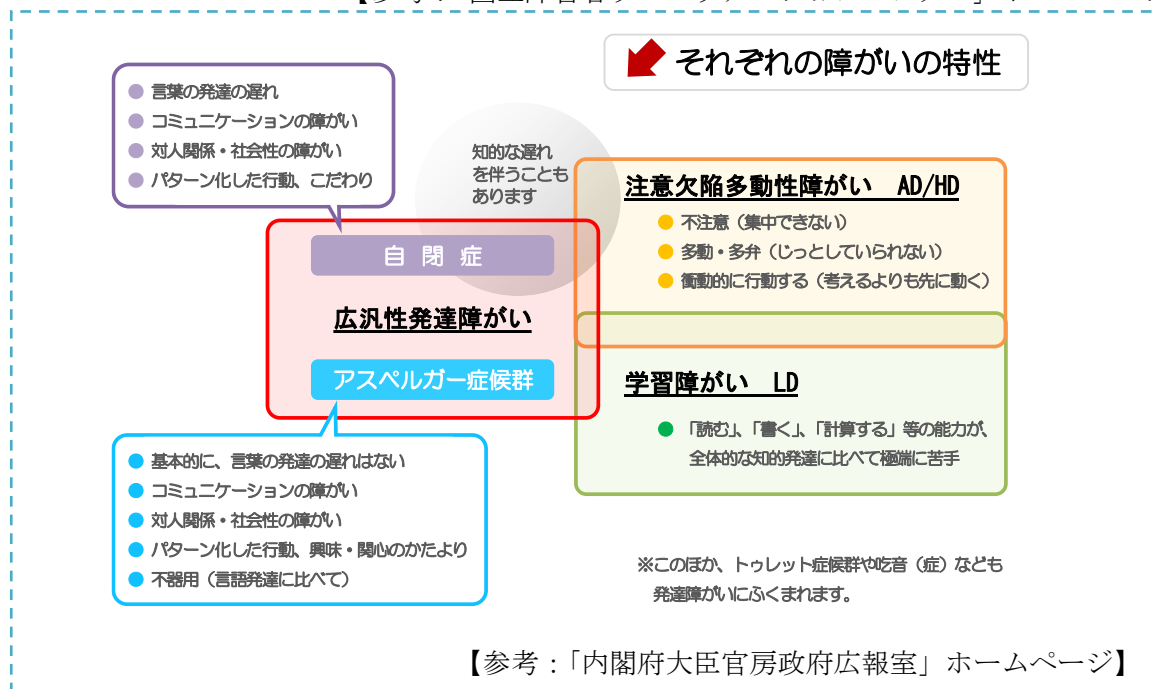 それぞれの障がいの特性
● 言葉の発達の遅れ
● コミュニケーションの障がい
● 対人関係・社会性の障がい
● パターン化した行動、こだわり
知的な遅れ
を伴うことも
あります
自閉症
広汎性発達障がい
アスペルガー症候群
● 基本的に、言葉の発達の遅れはない
● コミュニケーションの障がい
● 対人関係・社会性の障がい
● パターン化した行動、興味・関心のかたより
● 不器用（言語発達に比べて）
注意欠陥多動性障がい　AD/HD
● 不注意（集中できない）
● 多動・多弁（じっとしていられない）
● 衝動的に行動する（考えるよりも先に動く）
学習障がい　LD
● 「読む」、「書く」、「計算する」等の能力が、
全体的な知的発達に比べて極端に苦手
※このほか、トゥレット症候群や吃音（症）なども
発達障がいにふくまれます。
【参考：「内閣府大臣官房政府広報室」ホームページ】